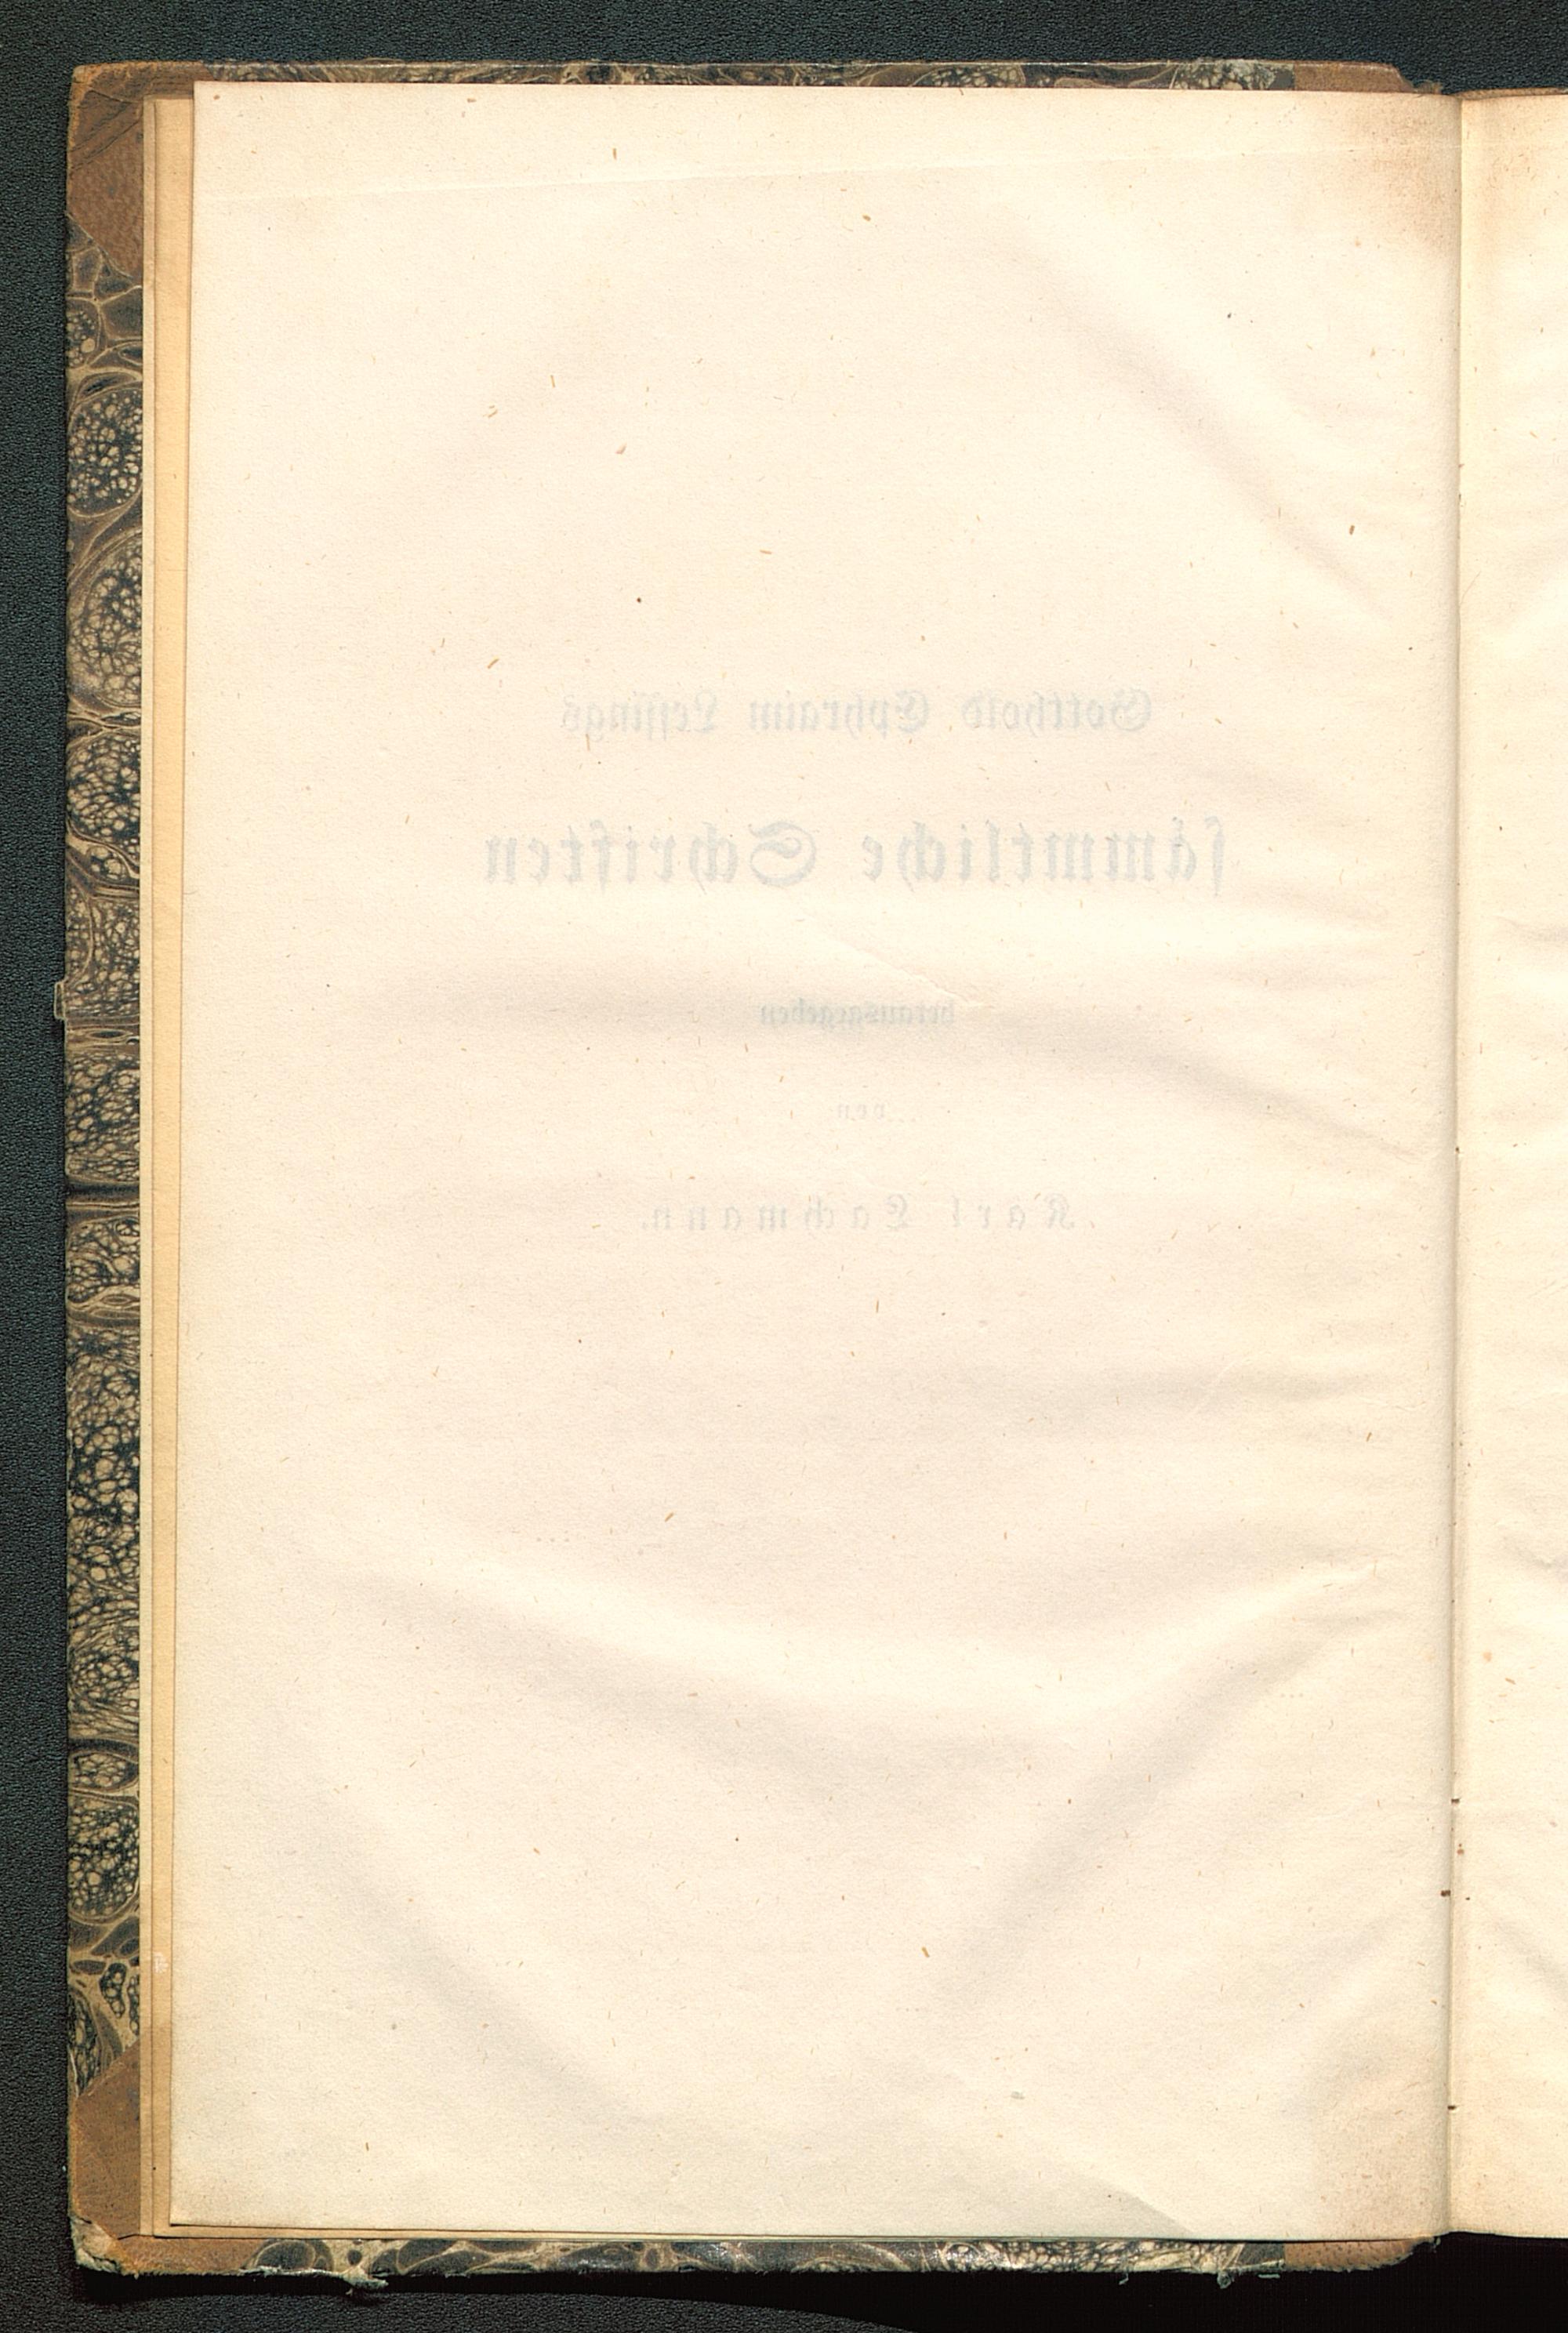 Gotthold Ephraim Lessings
sämmtliche Schriften
herausgegeben
von
Karl Lachmann.